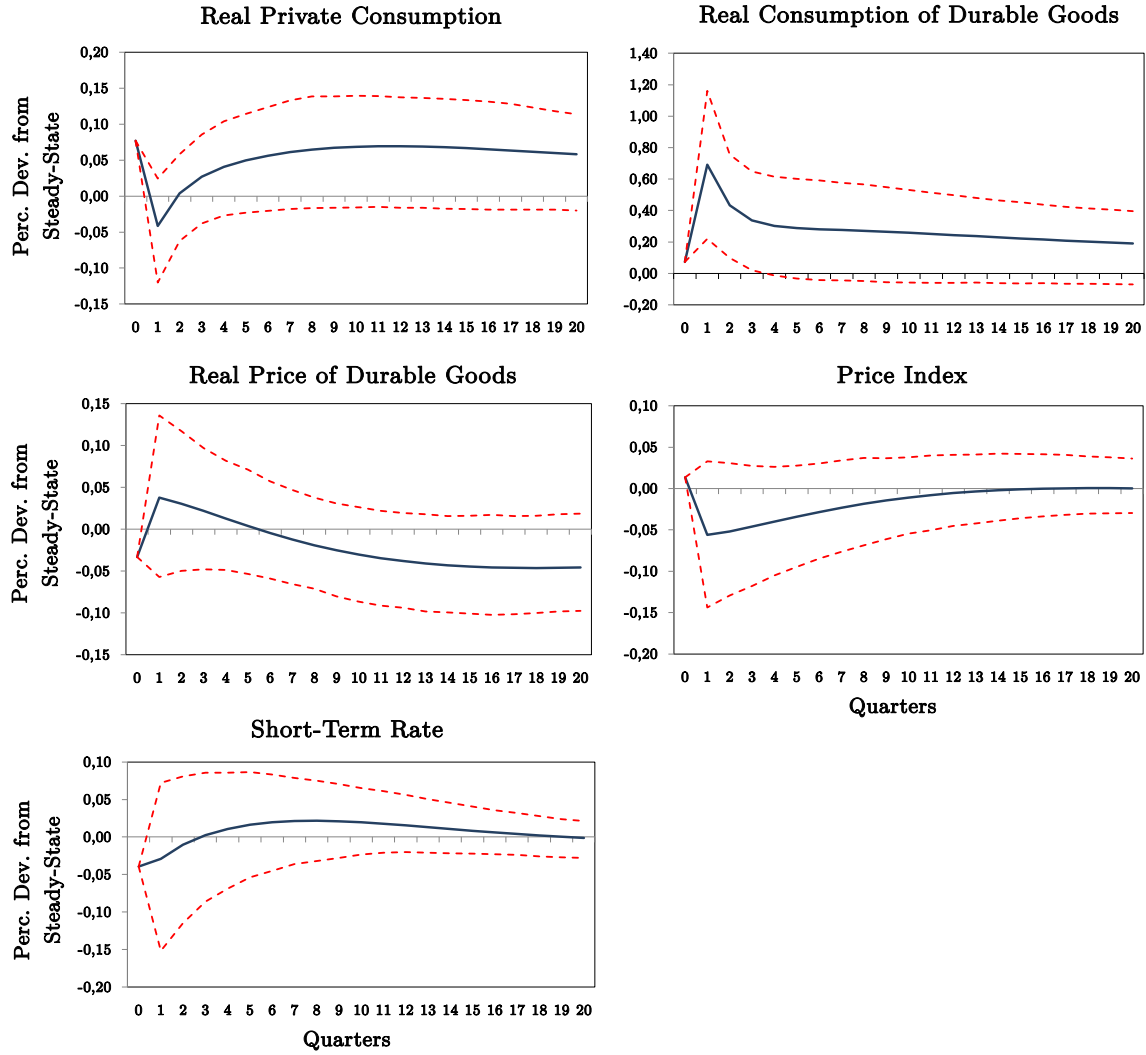 Real Private Consumption
Real Consumption of Durable Goods
Perc. Dev. from
Steady-State
0,20
0,15
0,10
0,05
0,00
-0,05
-0,10
-0,15
0 1 2 3 4 5 6 7 8 9 10 11 12 13 14 15 16 17 18 19 20
1,40
1,20
1,00
0,80
0,60
0,40
0,20
0,00
-0,20
0 1 2 3 4 5 6 7 8 9 10 11 12 13 14 15 16 17 18 19 20
Real Price of Durable Goods
Price Index
Perc. Dev. from
Steady-State
0,15
0,10
0,05
0,00
-0,05
-0,10
-0,15
0 1 2 3 4 5 6 7 8 9 10 11 12 13 14 15 16 17 18 19 20
0,10
0,05
0,00
-0,05
-0,10
-0,15
-0,20
0 1 2 3 4 5 6 7 8 9 10 11 12 13 14 15 16 17 18 19 20
Quarters
Short-Term Rate
Perc. Dev. from
Steady-State
0,10
0,05
0,00
-0,05
-0,10
-0,15
-0,20
0 1 2 3 4 5 6 7 8 9 10 11 12 13 14 15 16 17 18 19 20
Quarters